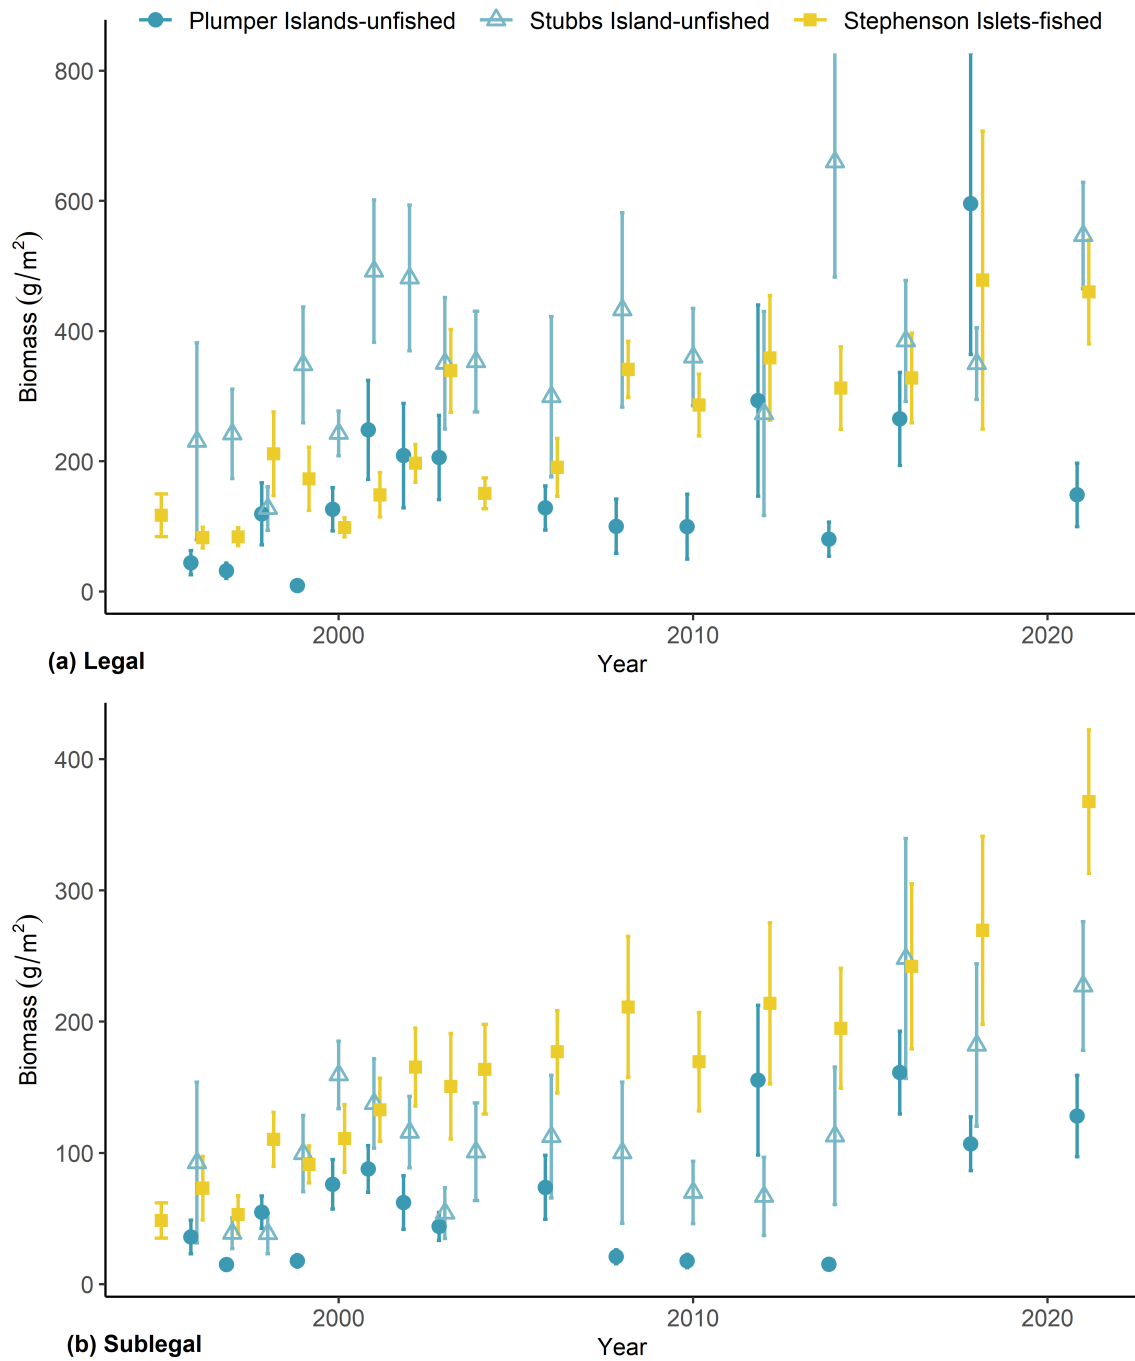 Plumper Islands-unfished Stubbs Island-unfished Stephenson Islets-fished
800
600
400
200
0
Biomass (g/m²)
2000 2010 2020
Year
(a) Legal
400
300
200
100
0
Biomass (g/m²)
2000 2010 2020
Year
(b) Sublegal